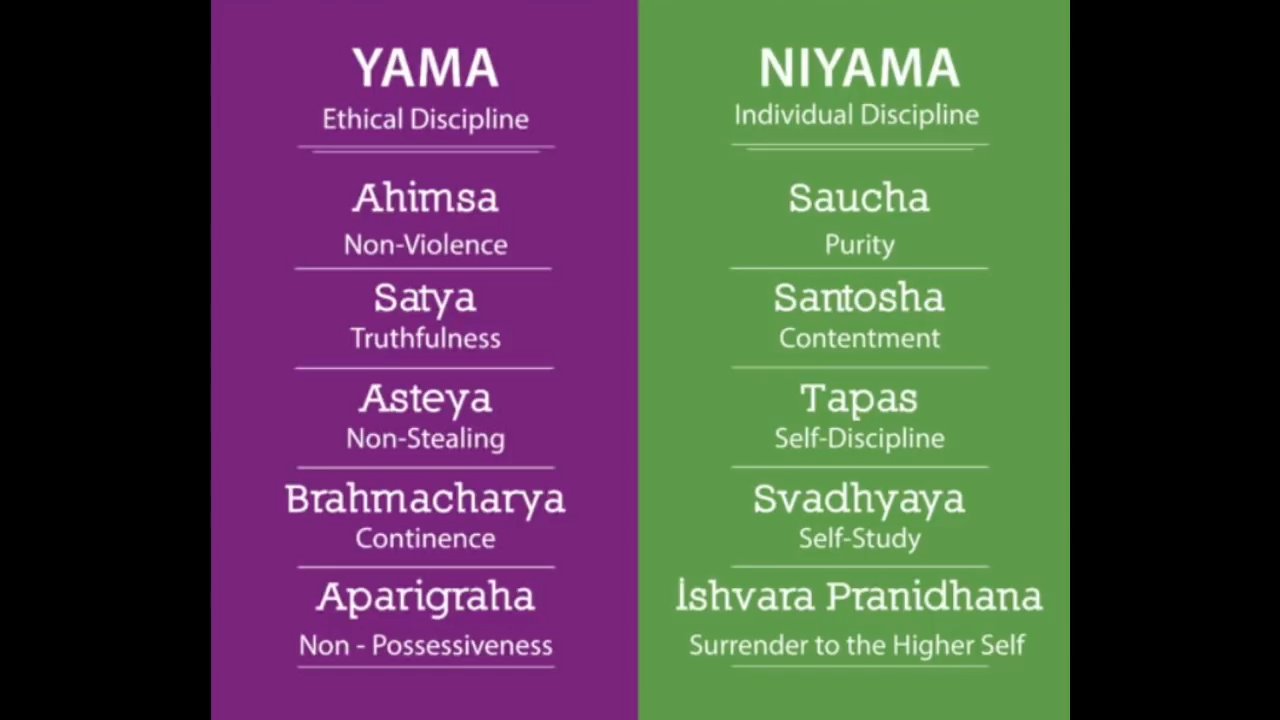 YAMA
Ethical Discipline
Ahimsa
Non-Violence
Satya
Truthfulness
Asteya
Non-Stealing
Brahmacharya
Continence
Aparigraha
Non - Possessiveness
NIYAMA
Individual Discipline
Saucha
Purity
Santosha
Contentment
Tapas
Self-Discipline
Svadhyaya
Self-Study
İshvara Pranidhana
Surrender to the Higher Self